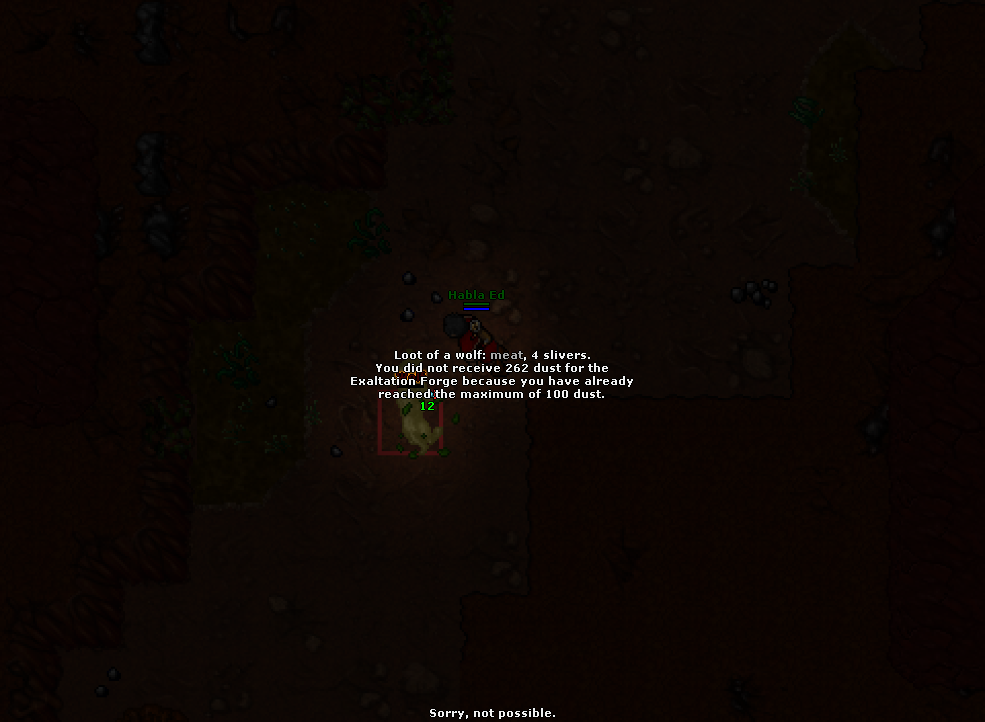 Habla Ed
Loot of a wolf: meat, 4 slivers.
You did not receive 262 dust for the
Exaltation Forge because you have already
reached the maximum of 100 dust.
12
Sorry, not possible.